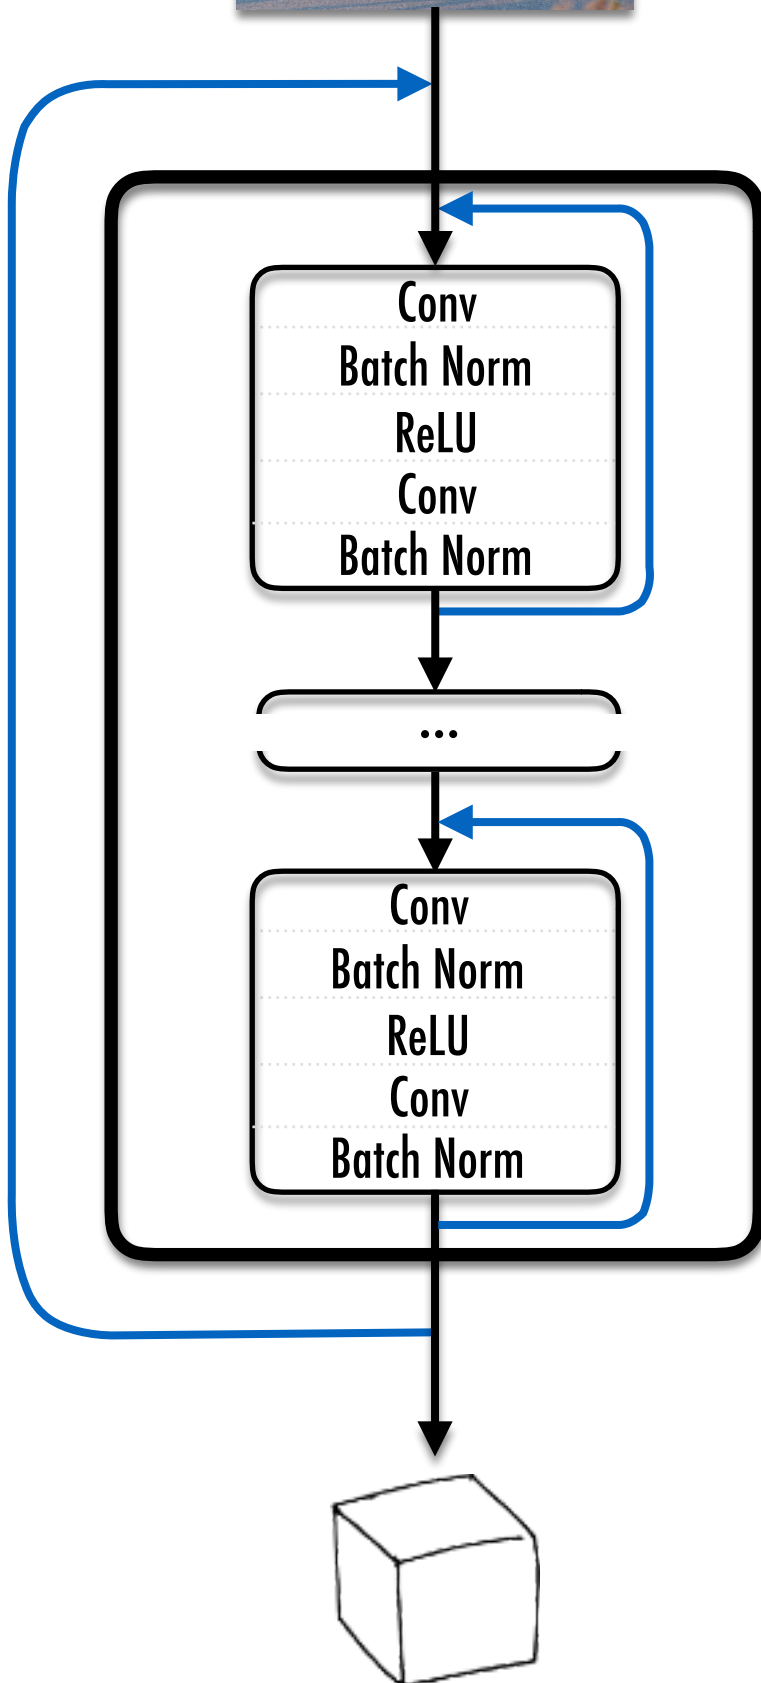 Conv
Batch Norm
ReLU
Conv
Batch Norm
...
Conv
Batch Norm
ReLU
Conv
Batch Norm